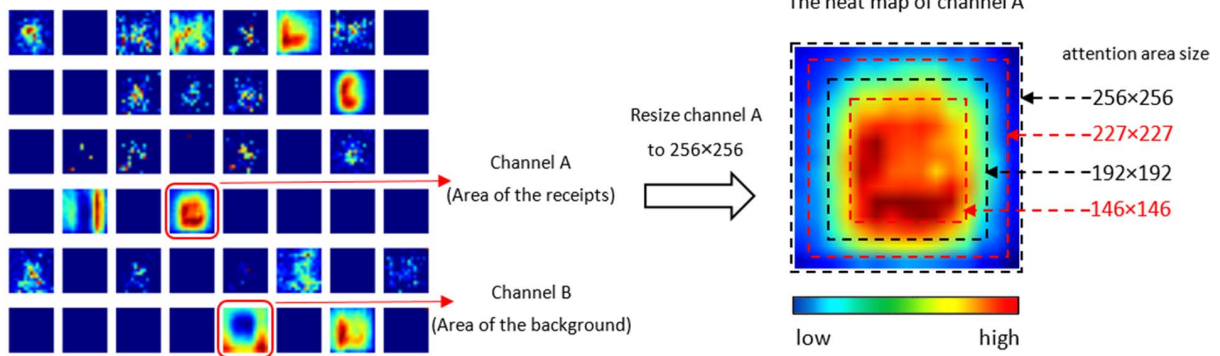 The heat map of channel A
attention area size
256×256
Resize channel A
to 256×256
227×227
Channel A
(Area of the receipts)
192×192
146×146
Channel B
(Area of the background)
low
high